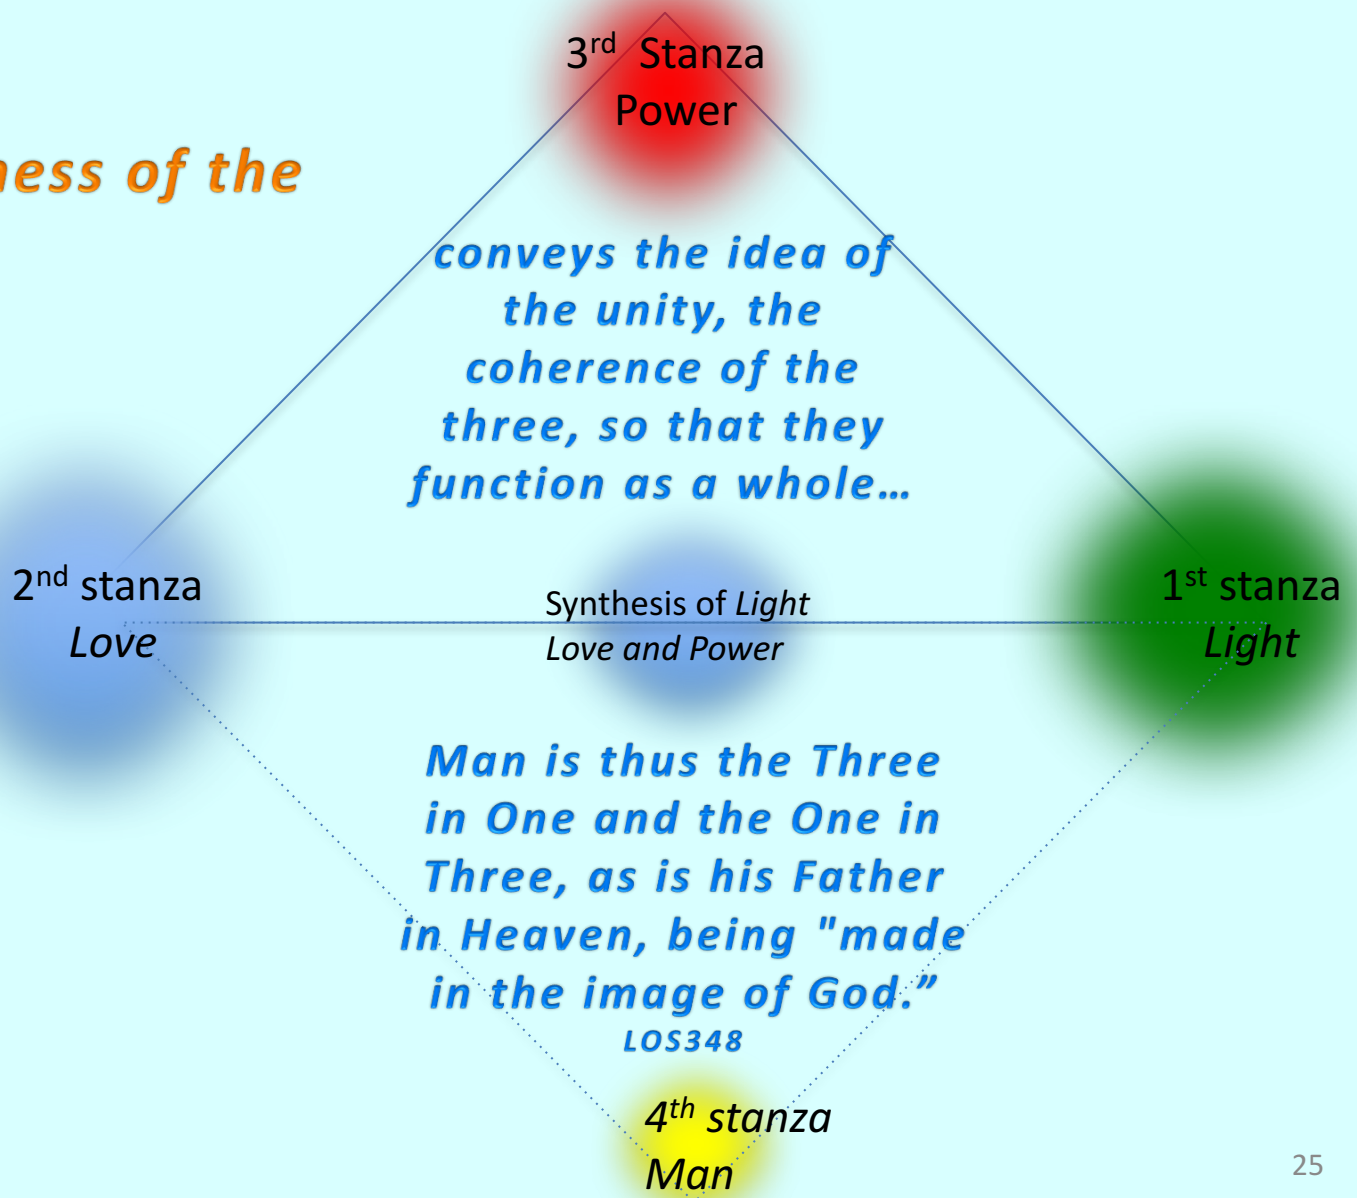 3rd Stanza
Power
ness of the
conveys the idea of
the unity, the
coherence of the
three, so that they
function as a whole…
2nd stanza
Love
Synthesis of Light
Love and Power
1st stanza
Light
Man is thus the Three
in One and the One in
Three, as is his Father
in Heaven, being "made
in the image of God.”
LOS348
4th stanza
Man
25